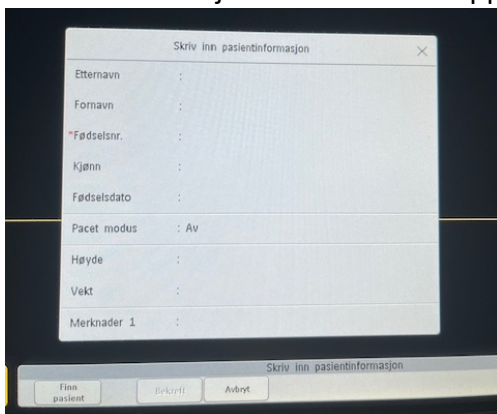 Skriv inn pasientinformasjon
Etternavn :
Fornavn :
*Fødselsnr. :
Kjønn :
Fødselsdato :
Pacet modus : Av
Høyde :
Vekt :
Merknader 1 :
Skriv inn pasientinformasjon
Finn
pasient
Bekreft
Avbryt